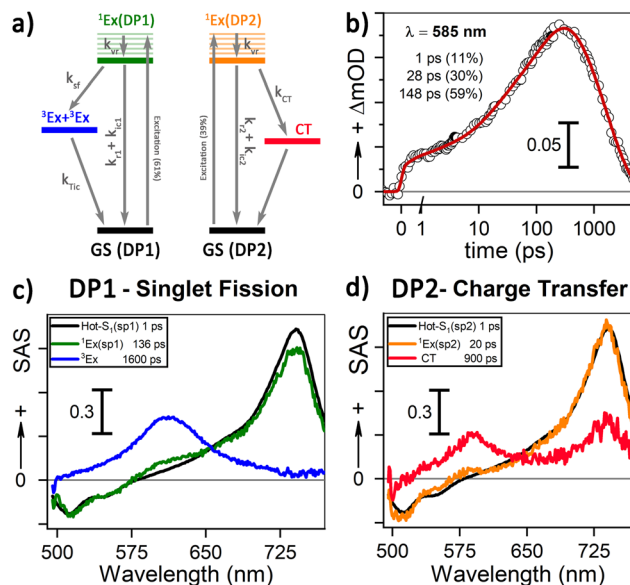 a)
¹Ex(DP1)
¹Ex(DP2)
k_vr
k_vr
k_sf
k_CT
³Ex+³Ex
CT
k_r1 + k_ic1
Excitation (61%)
Excitation (39%)
k_r2 + k_ic2
k_Tic
GS (DP1)
GS (DP2)
b)
λ = 585 nm
1 ps (11%)
28 ps (30%)
148 ps (59%)
+ ΔmOD
0.05
0
0 1 10 100 1000
time (ps)
c) DP1 - Singlet Fission
Hot-S₁(sp1) 1 ps
¹Ex(sp1) 136 ps
³Ex 1600 ps
+ SAS
0.3
0
500 575 650 725
Wavelength (nm)
d) DP2- Charge Transfer
Hot-S₁(sp2) 1 ps
¹Ex(sp2) 20 ps
CT 900 ps
+ SAS
0.3
0
500 575 650 725
Wavelength (nm)